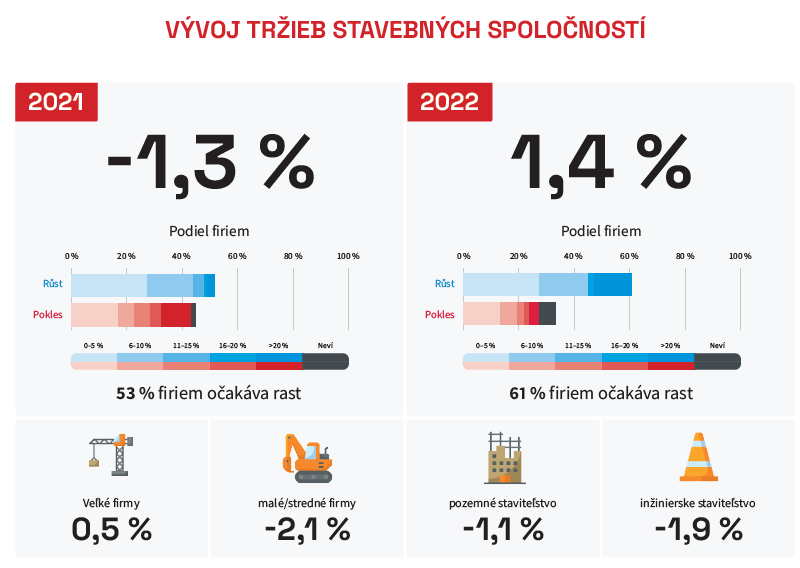 VÝVOJ TRŽIEB STAVEBNÝCH SPOLOČNOSTÍ
2021
-1,3 %
Podiel firiem
0 % 20 % 40 % 60 % 80 % 100 %
Růst
Pokles
0–5 % 6–10 % 11–15 % 16–20 % >20 % Neví
53 % firiem očakáva rast
2022
1,4 %
Podiel firiem
0 % 20 % 40 % 60 % 80 % 100 %
Růst
Pokles
0–5 % 6–10 % 11–15 % 16–20 % >20 % Neví
61 % firiem očakáva rast
Veľké firmy
0,5 %
malé/stredné firmy
-2,1 %
pozemné staviteľstvo
-1,1 %
inžinierske staviteľstvo
-1,9 %